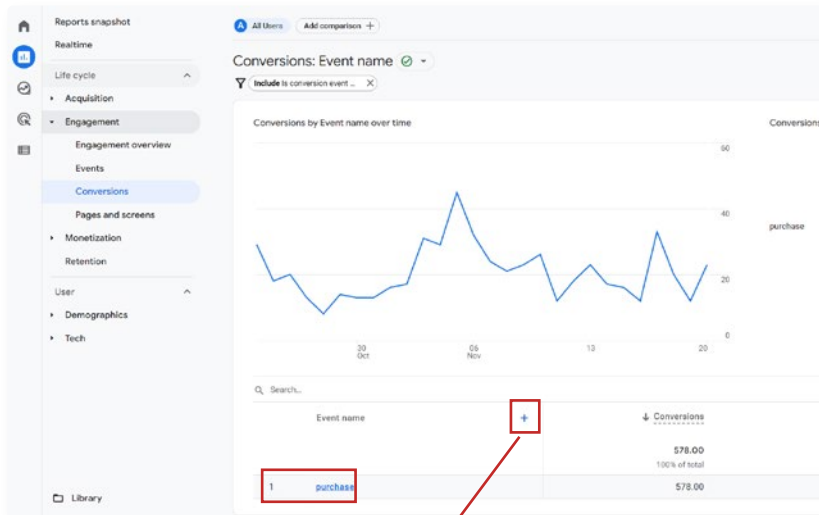 Reports snapshot
Realtime
Life cycle
Acquisition
Engagement
Engagement overview
Events
Conversions
Pages and screens
Monetization
Retention
User
Demographics
Tech
Library
A All Users Add comparison +
Conversions: Event name
Include Is conversion event ... X
Conversions by Event name over time
60
40
20
0
30 Oct
06 Nov
13
20
Conversions
purchase
Search...
Event name + ↓ Conversions
578.00
100% of total
1 purchase 578.00